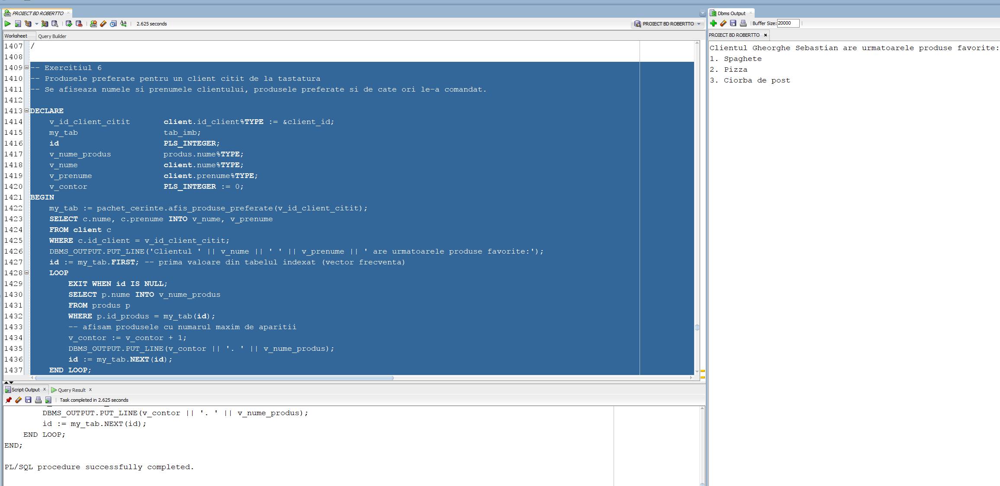 PROIECT BD ROBERTTO
2.625 seconds
PROIECT BD ROBERTTO
Worksheet
Query Builder
1407 /
1408
1409 -- Exercitiul 6
1410 -- Produsele preferate pentru un client citit de la tastatura
1411 -- Se afiseaza numele si prenumele clientului, produsele preferate si de cate ori le-a comandat.
1412
1413 DECLARE
1414     v_id_client_citit       client.id_client%TYPE := &client_id;
1415     my_tab                  tab_imb;
1416     id                      PLS_INTEGER;
1417     v_nume_produs           produs.nume%TYPE;
1418     v_nume                  client.nume%TYPE;
1419     v_prenume               client.prenume%TYPE;
1420     v_contor                PLS_INTEGER := 0;
1421 BEGIN
1422     my_tab := pachet_cerinte.afis_produse_preferate(v_id_client_citit);
1423     SELECT c.nume, c.prenume INTO v_nume, v_prenume
1424     FROM client c
1425     WHERE c.id_client = v_id_client_citit;
1426     DBMS_OUTPUT.PUT_LINE('Clientul ' || v_nume || ' ' || v_prenume || ' are urmatoarele produse favorite:');
1427     id := my_tab.FIRST; -- prima valoare din tabelul indexat (vector frecventa)
1428     LOOP
1429         EXIT WHEN id IS NULL;
1430         SELECT p.nume INTO v_nume_produs
1431         FROM produs p
1432         WHERE p.id_produs = my_tab(id);
1433         -- afisam produsele cu numarul maxim de aparitii
1434         v_contor := v_contor + 1;
1435         DBMS_OUTPUT.PUT_LINE(v_contor || '. ' || v_nume_produs);
1436         id := my_tab.NEXT(id);
1437     END LOOP;
Script Output
Query Result
Task completed in 2.625 seconds
        DBMS_OUTPUT.PUT_LINE(v_contor || '. ' || v_nume_produs);
        id := my_tab.NEXT(id);
    END LOOP;
END;
PL/SQL procedure successfully completed.
Dbms Output
Buffer Size: 20000
PROIECT BD ROBERTTO
Clientul Gheorghe Sebastian are urmatoarele produse favorite:
1. Spaghete
2. Pizza
3. Ciorba de post